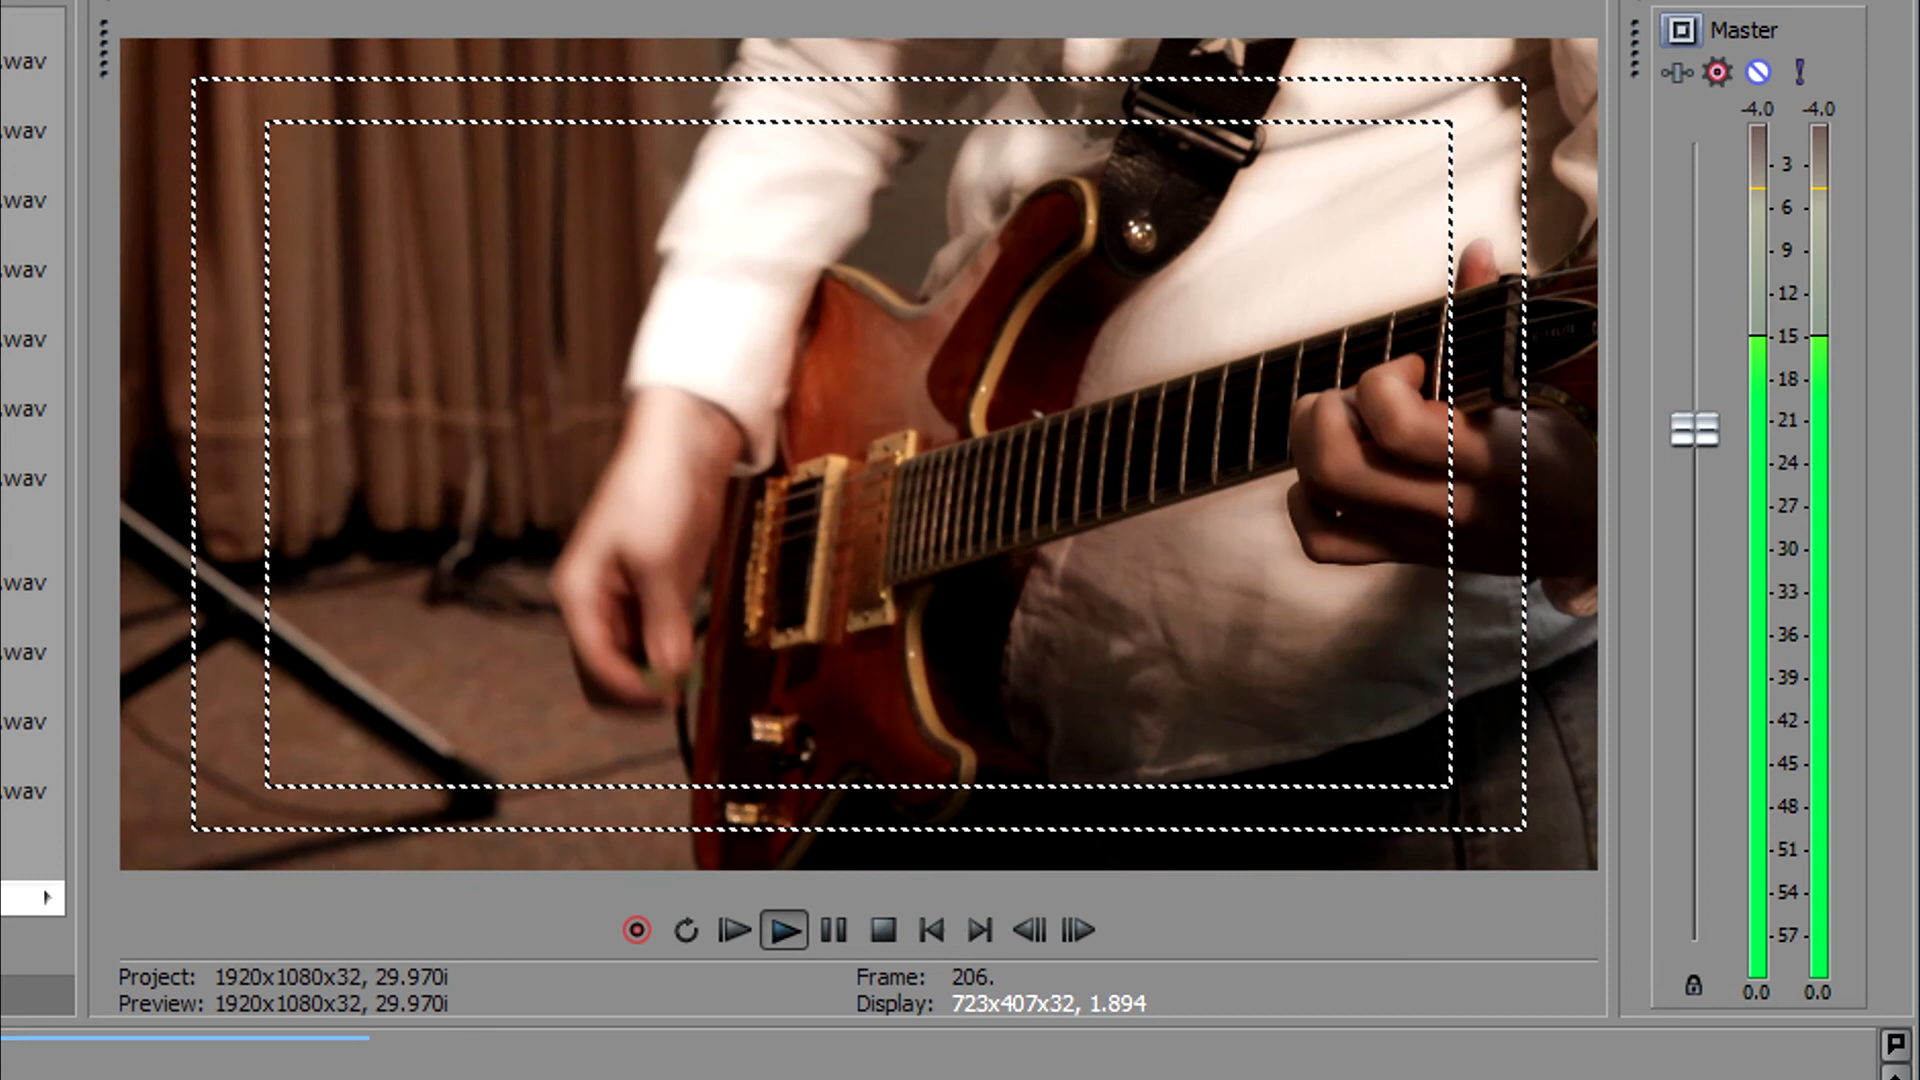 .wav
.wav
.wav
.wav
.wav
.wav
.wav
.wav
.wav
.wav
.wav
Project: 1920x1080x32, 29.970i
Preview: 1920x1080x32, 29.970i
Frame: 206.
Display: 723x407x32, 1.894
Master
-4.0 -4.0
- 3 -
- 6 -
- 9 -
- 12 -
- 15 -
- 18 -
- 21 -
- 24 -
- 27 -
- 30 -
- 33 -
- 36 -
- 39 -
- 42 -
- 45 -
- 48 -
- 51 -
- 54 -
- 57 -
0.0 0.0